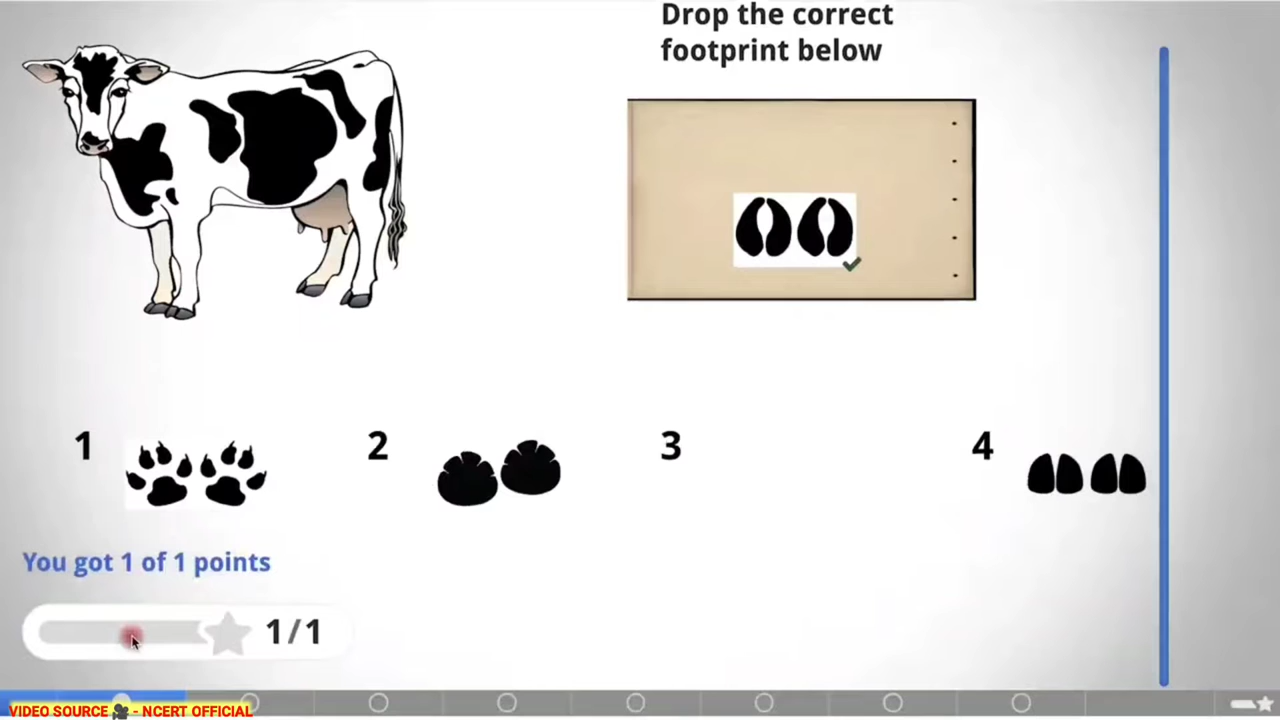 Drop the correct
footprint below
1
2
3
4
You got 1 of 1 points
1/1
VIDEO SOURCE 🎥 - NCERT OFFICIAL